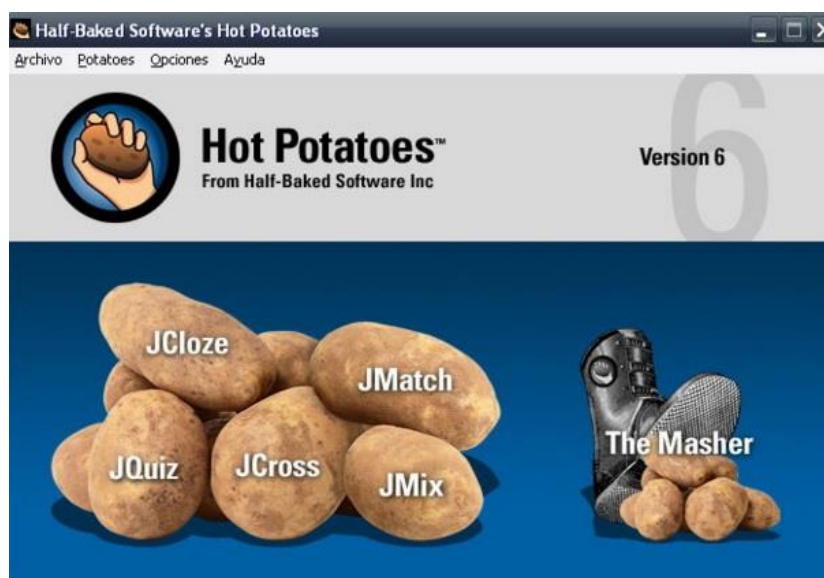 Half-Baked Software's Hot Potatoes
Archivo Potatoes Opciones Ayuda
Hot Potatoes™
From Half-Baked Software Inc
6
Version 6
JCloze
JMatch
JQuiz
JCross
JMix
The Masher